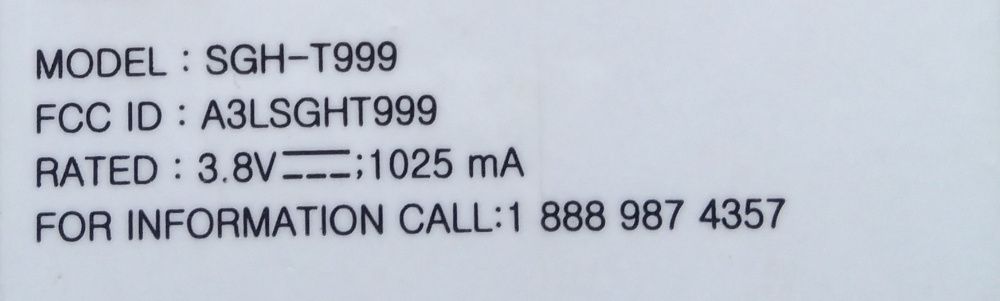 MODEL : SGH-T999
FCC ID : A3LSGHT999
RATED : 3.8V⎓;1025 mA
FOR INFORMATION CALL:1 888 987 4357